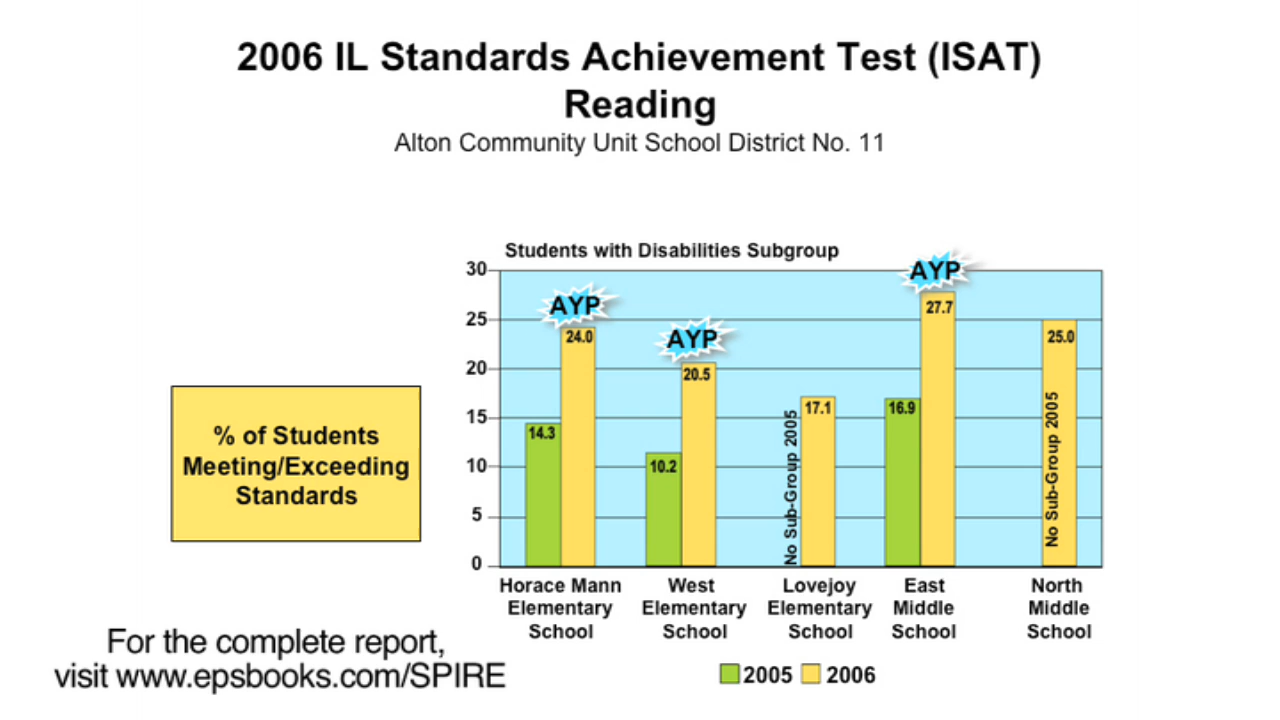 2006 IL Standards Achievement Test (ISAT)
Reading
Alton Community Unit School District No. 11
Students with Disabilities Subgroup
30
25
20
15
10
5
0
AYP
AYP
AYP
14.3
24.0
10.2
20.5
No Sub-Group 2005
17.1
16.9
27.7
No Sub-Group 2005
25.0
% of Students
Meeting/Exceeding
Standards
Horace Mann
Elementary
School
West
Elementary
School
Lovejoy
Elementary
School
East
Middle
School
North
Middle
School
2005
2006
For the complete report,
visit www.epsbooks.com/SPIRE